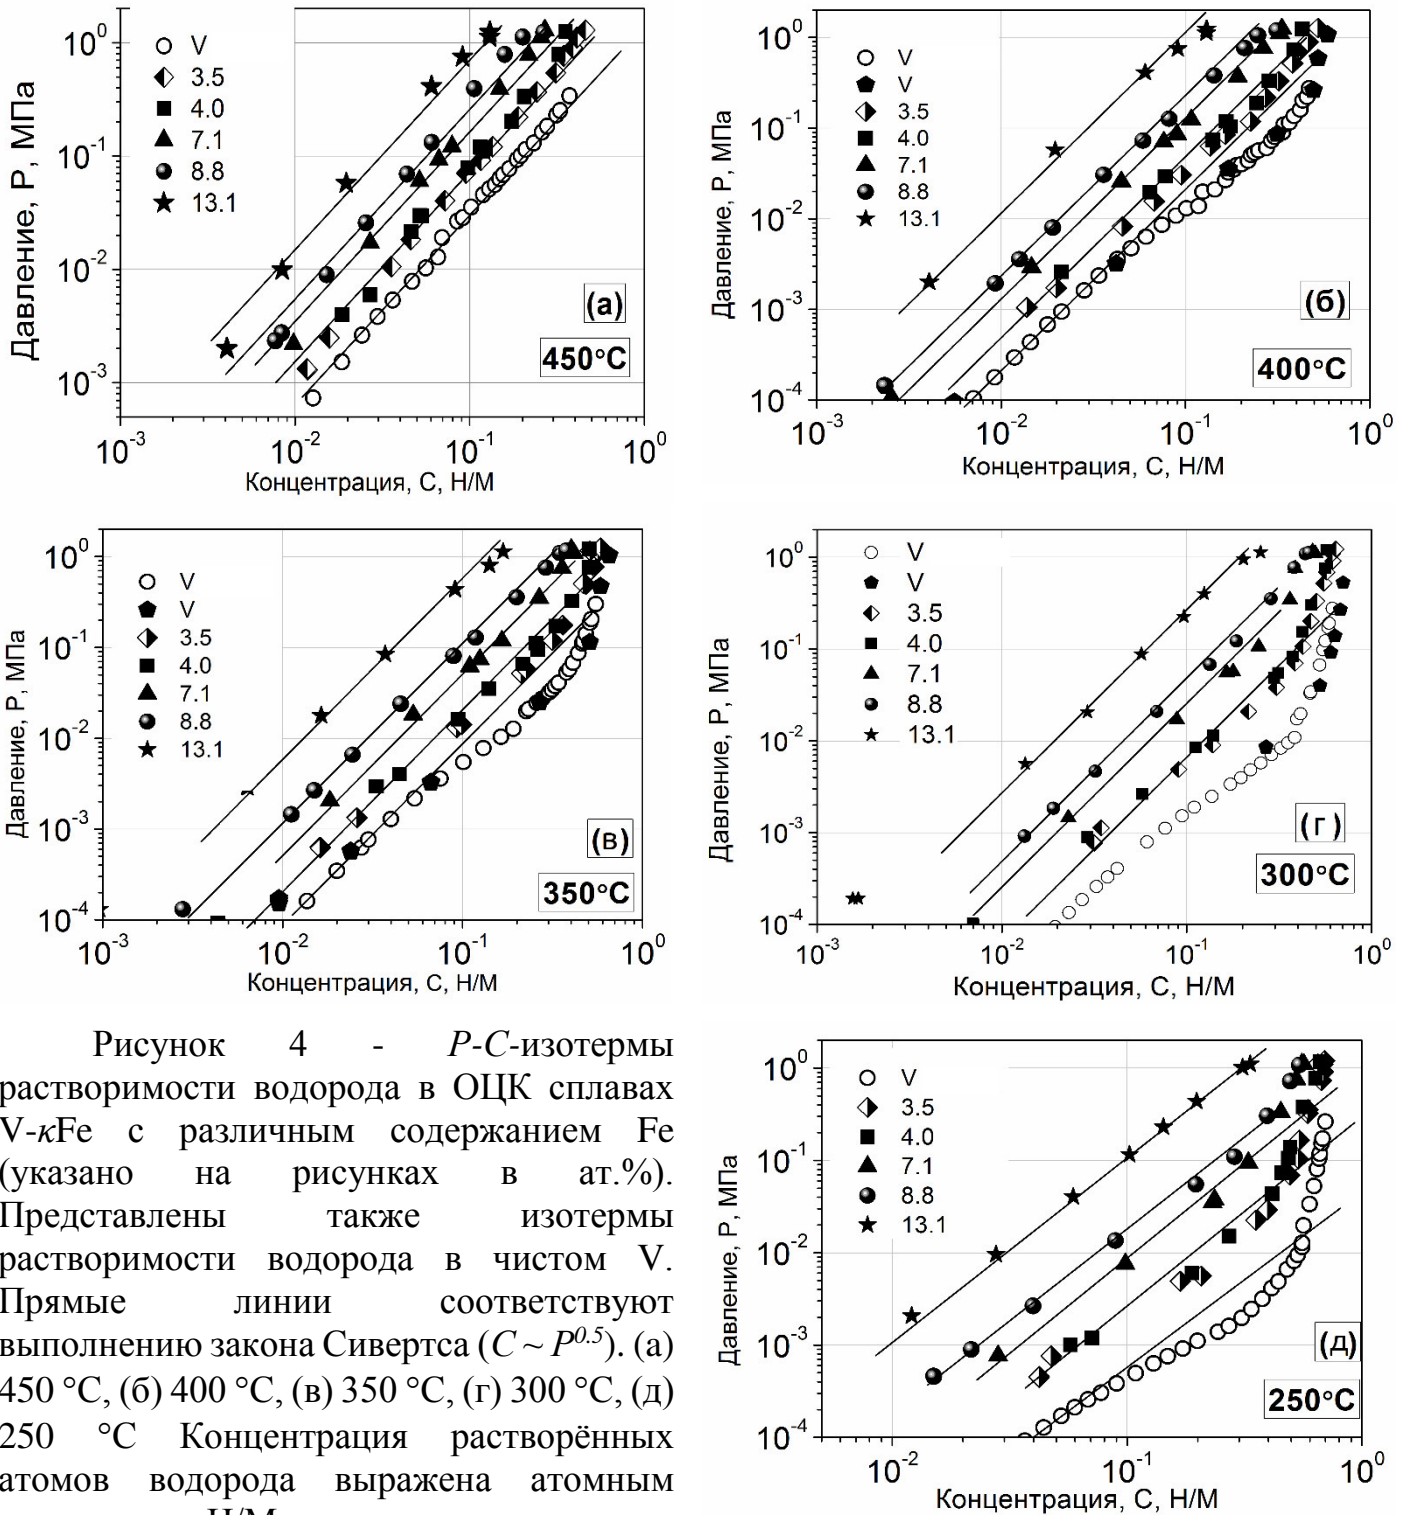 Давление, P, МПа
10⁰
10⁻¹
10⁻²
10⁻³
V
3.5
4.0
7.1
8.8
13.1
(а)
450°C
10⁻³
10⁻²
10⁻¹
10⁰
Концентрация, С, Н/М
Давление, P, МПа
10⁰
10⁻¹
10⁻²
10⁻³
10⁻⁴
V
V
3.5
4.0
7.1
8.8
13.1
(б)
400°C
10⁻³
10⁻²
10⁻¹
10⁰
Концентрация, С, Н/М
Давление, P, МПа
10⁰
10⁻¹
10⁻²
10⁻³
10⁻⁴
V
V
3.5
4.0
7.1
8.8
13.1
(в)
350°C
10⁻³
10⁻²
10⁻¹
10⁰
Концентрация, С, Н/М
Давление, P, МПа
10⁰
10⁻¹
10⁻²
10⁻³
10⁻⁴
V
V
3.5
4.0
7.1
8.8
13.1
(г)
300°C
10⁻³
10⁻²
10⁻¹
10⁰
Концентрация, С, Н/М
Рисунок 4 - P-C-изотермы
растворимости водорода в ОЦК сплавах
V-κFe с различным содержанием Fe
(указано на рисунках в ат.%).
Представлены также изотермы
растворимости водорода в чистом V.
Прямые линии соответствуют
выполнению закона Сивертса (C ~ P⁰·⁵). (а)
450 °С, (б) 400 °С, (в) 350 °С, (г) 300 °С, (д)
250 °С Концентрация растворённых
атомов водорода выражена атомным
Н/М
Давление, P, МПа
10⁰
10⁻¹
10⁻²
10⁻³
10⁻⁴
V
3.5
4.0
7.1
8.8
13.1
(д)
250°C
10⁻²
10⁻¹
10⁰
Концентрация, С, Н/М